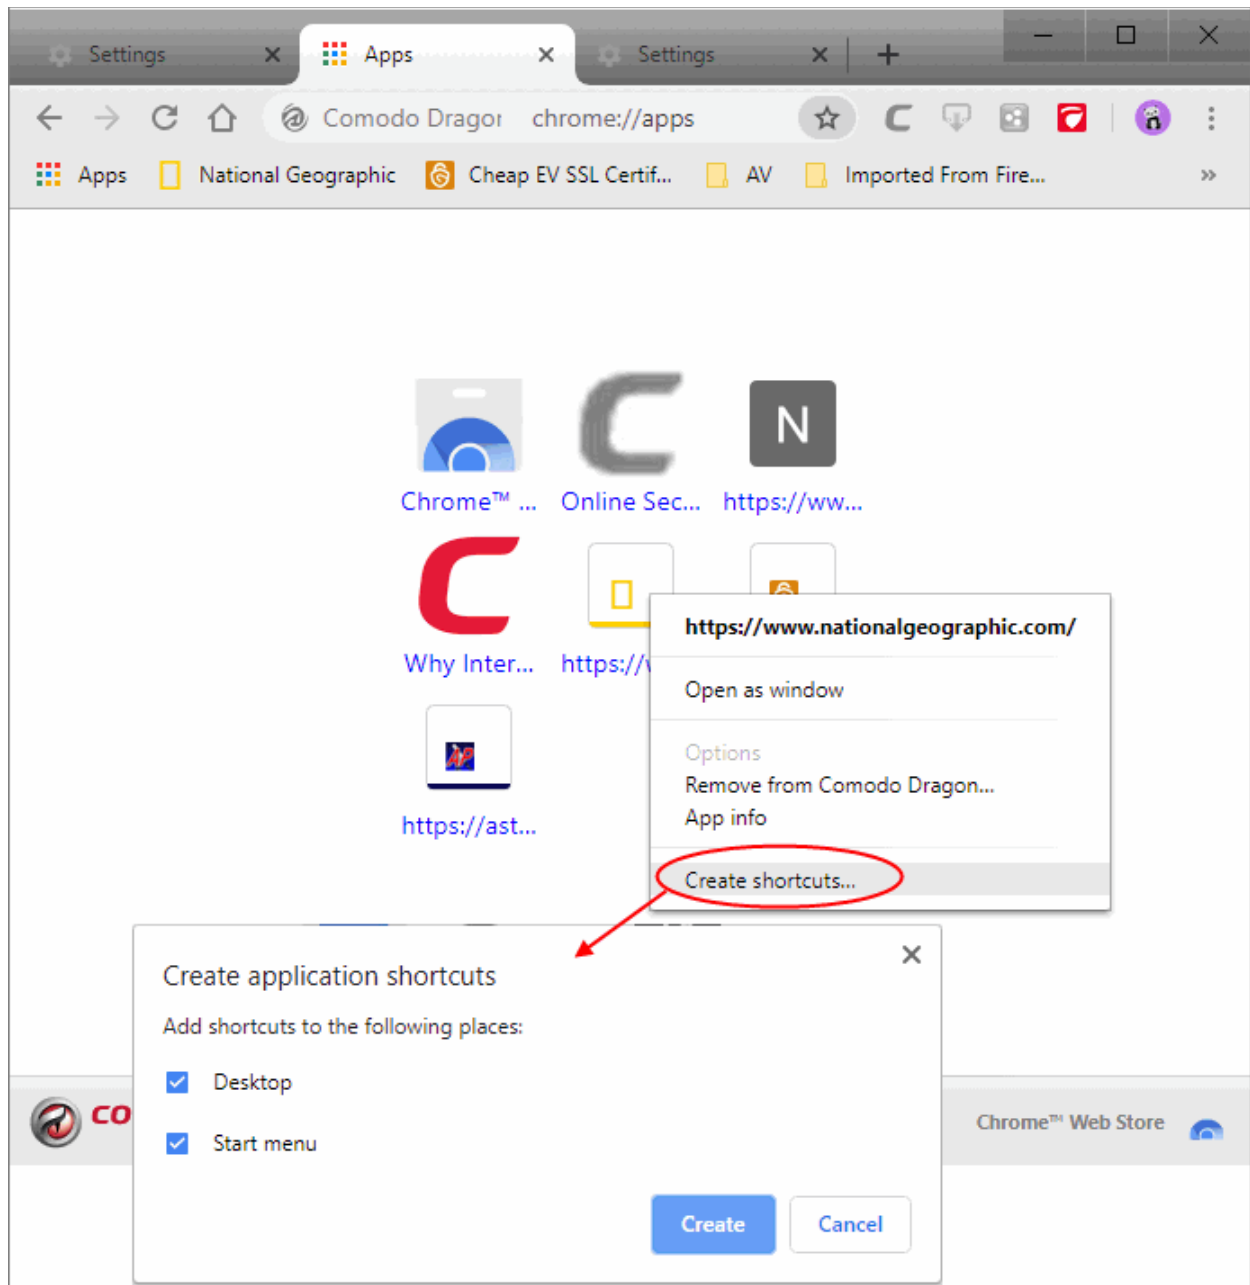 Settings
Apps
Settings
Comodo Dragor chrome://apps
Apps National Geographic Cheap EV SSL Certif... AV Imported From Fire...
N
Chrome™ ... Online Sec... https://ww...
Why Inter... https://w
https://ast...
https://www.nationalgeographic.com/
Open as window
Options
Remove from Comodo Dragon...
App info
Create shortcuts...
Create application shortcuts
Add shortcuts to the following places:
Desktop
Start menu
Create Cancel
CO
Chrome™ Web Store